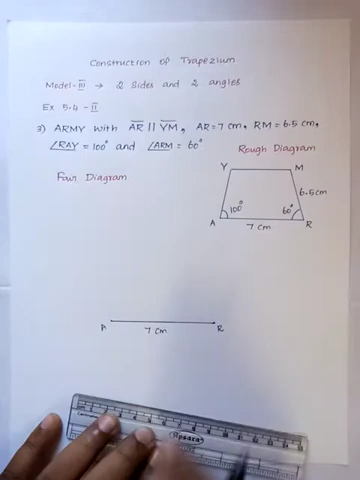 Construction of Trapezium
Model-III → 2 Sides and 2 angles
Ex 5.4 - II
3) ARMY with AR || YM, AR = 7 cm, RM = 6.5 cm,
∠RAY = 100° and ∠ARM = 60°
Rough Diagram
Four Diagram
Y M
6.5 cm
100° 60°
A R
7 cm
A R
7 cm
Apsara